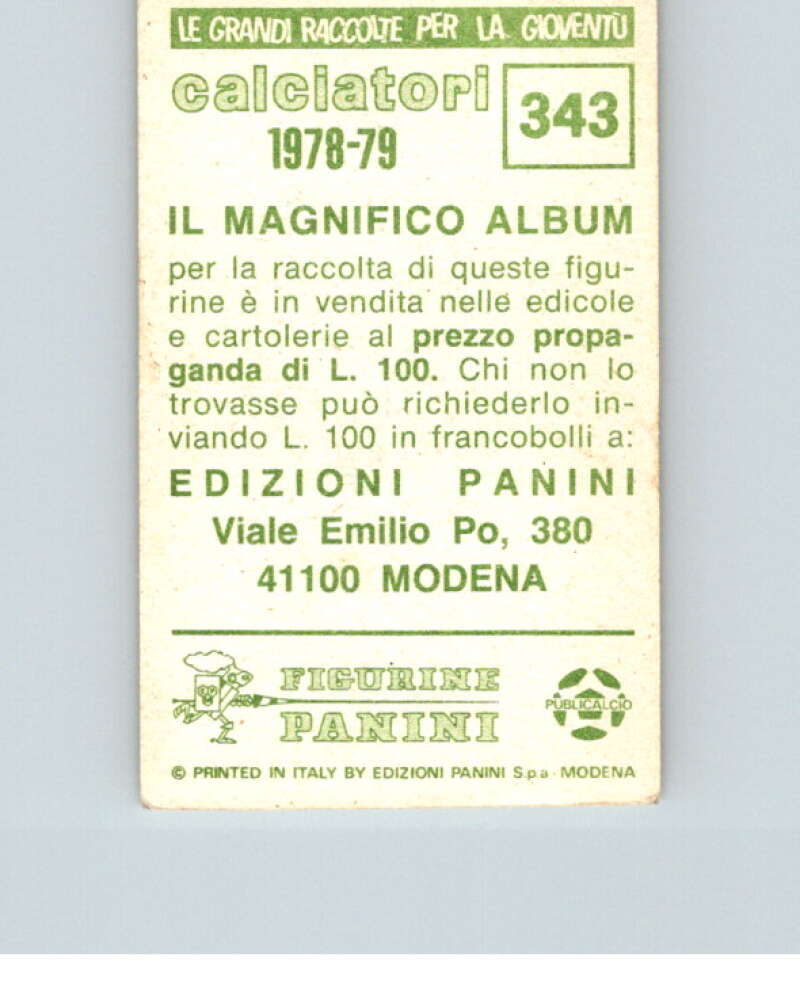 LE GRANDI RACCOLTE PER LA GIOVENTÙ
calciatori
1978-79
343
IL MAGNIFICO ALBUM
per la raccolta di queste figu-
rine è in vendita nelle edicole
e cartolerie al prezzo propa-
ganda di L. 100. Chi non lo
trovasse può richiederlo in-
viando L. 100 in francobolli a:
EDIZIONI PANINI
Viale Emilio Po, 380
41100 MODENA
FIGURINE
PANINI
PUBLICALCIO
© PRINTED IN ITALY BY EDIZIONI PANINI S.p.a. MODENA